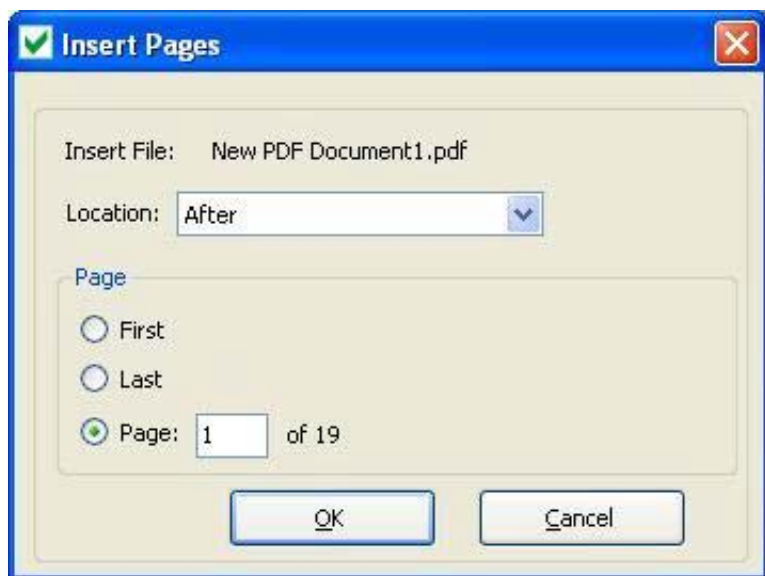 Insert Pages
Insert File: New PDF Document1.pdf
Location: After
Page
First
Last
Page: 1 of 19
OK Cancel